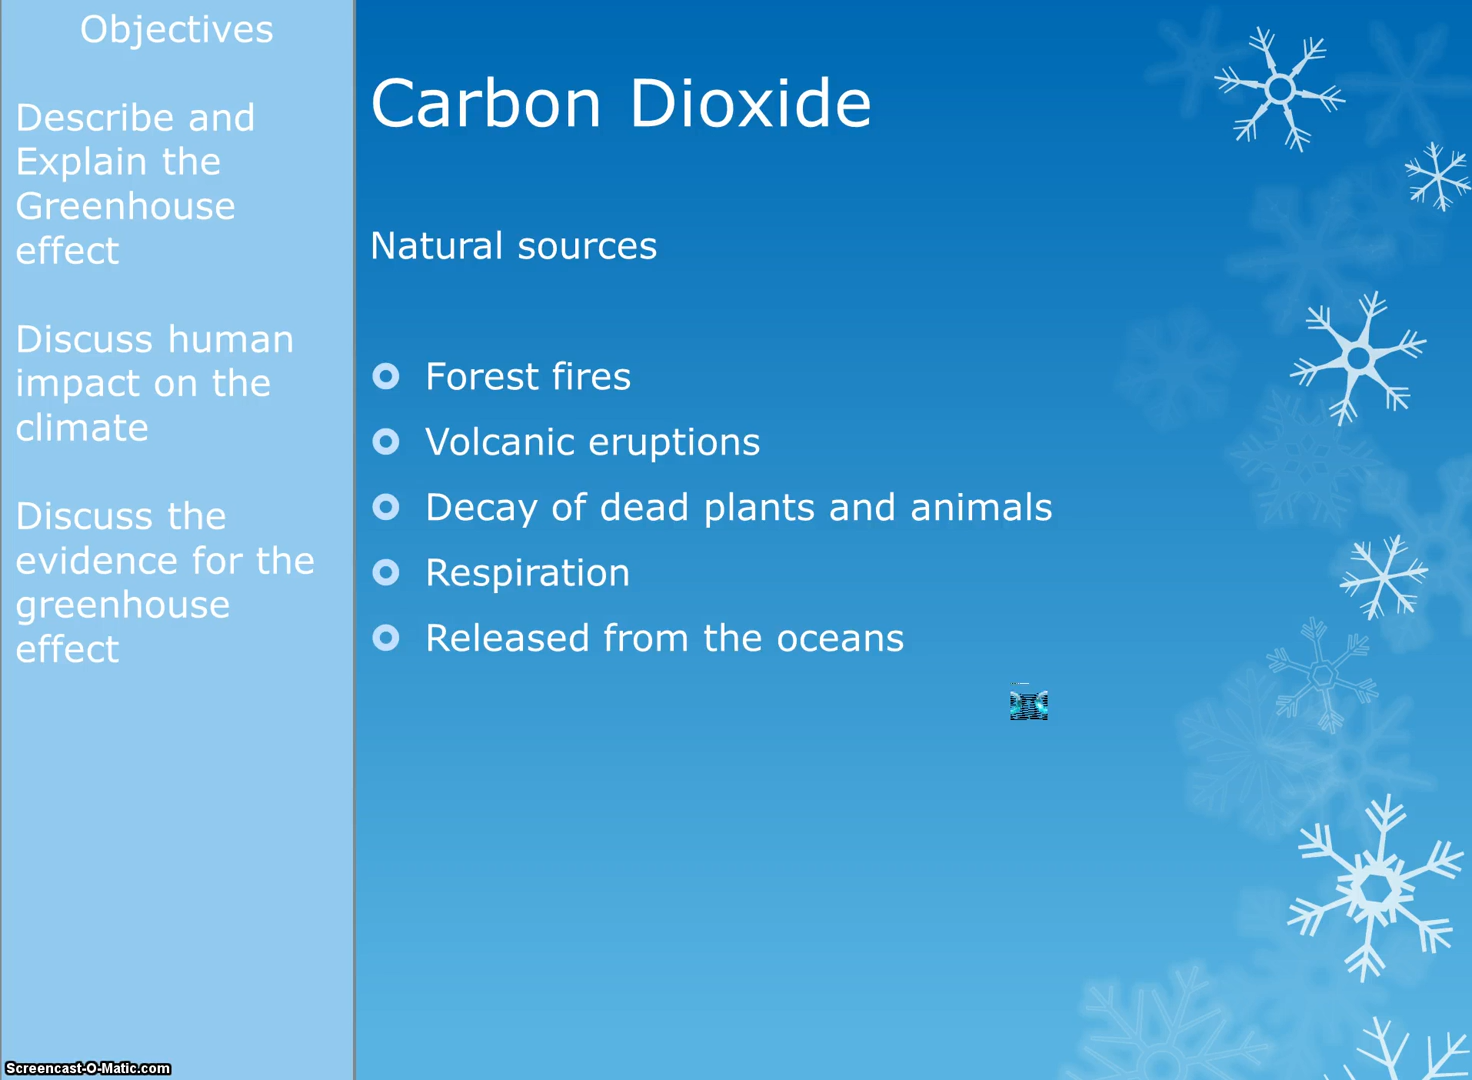 Objectives
Describe and
Explain the
Greenhouse
effect
Discuss human
impact on the
climate
Discuss the
evidence for the
greenhouse
effect
Carbon Dioxide
Natural sources
Forest fires
Volcanic eruptions
Decay of dead plants and animals
Respiration
Released from the oceans
Screencast-O-Matic.com